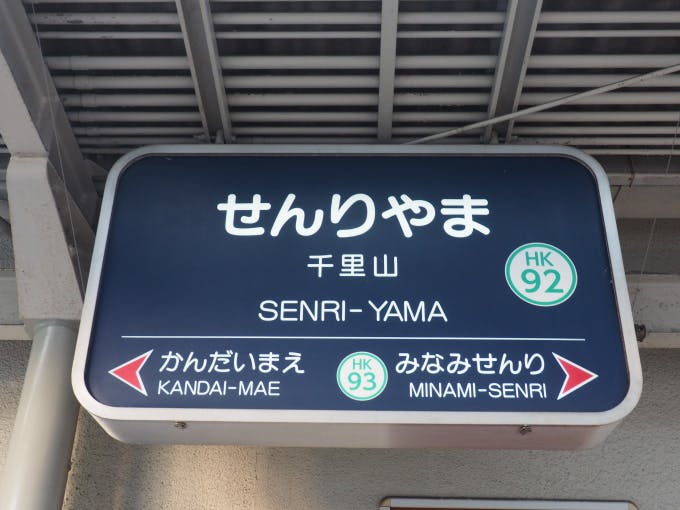 せんりやま
千里山
HK
92
SENRI-YAMA
かんだいまえ
KANDAI-MAE
HK
93
みなみせんり
MINAMI-SENRI